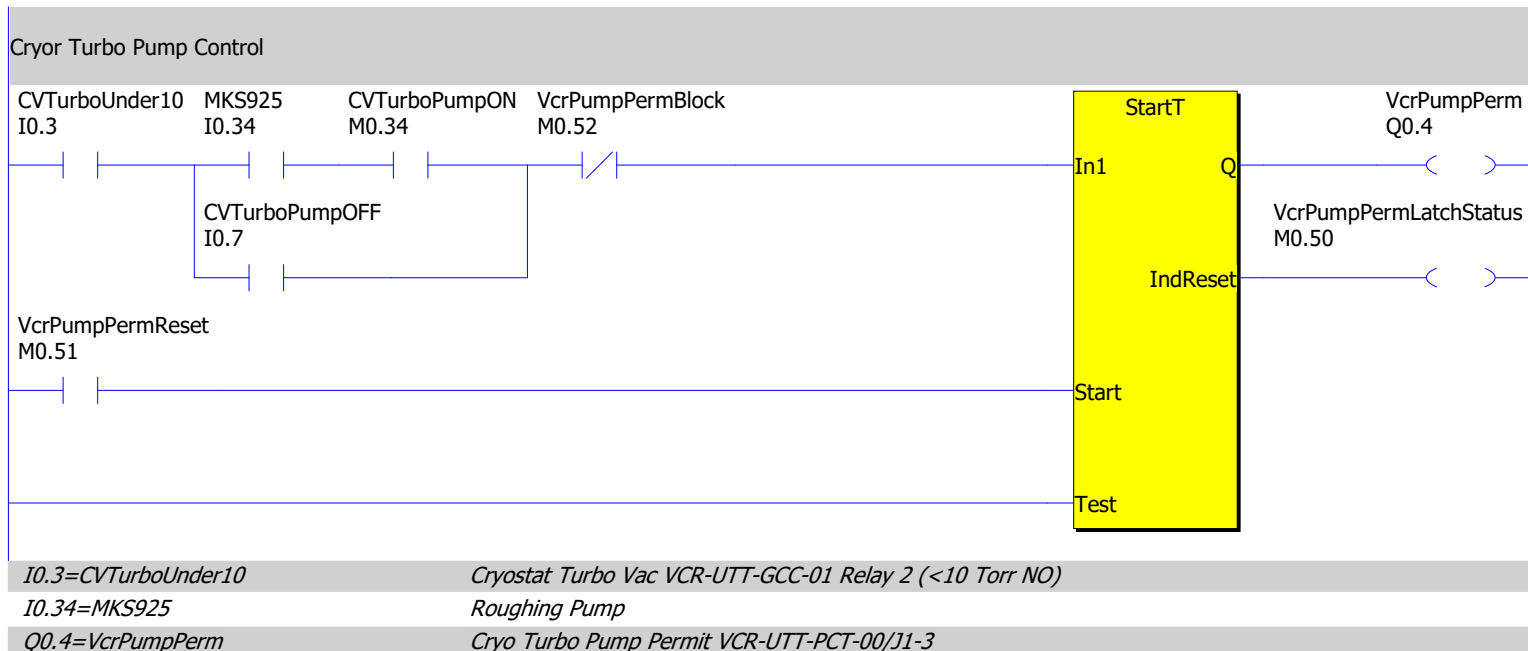 Cryor Turbo Pump Control
CVTurboUnder10 MKS925 CVTurboPumpON VcrPumpPermBlock StartT VcrPumpPerm
I0.3 I0.34 M0.34 M0.52 Q0.4
In1 Q
CVTurboPumpOFF VcrPumpPermLatchStatus
I0.7 M0.50
IndReset
VcrPumpPermReset
M0.51
Start
Test
I0.3=CVTurboUnder10 Cryostat Turbo Vac VCR-UTT-GCC-01 Relay 2 (<10 Torr NO)
I0.34=MKS925 Roughing Pump
Q0.4=VcrPumpPerm Cryo Turbo Pump Permit VCR-UTT-PCT-00/J1-3